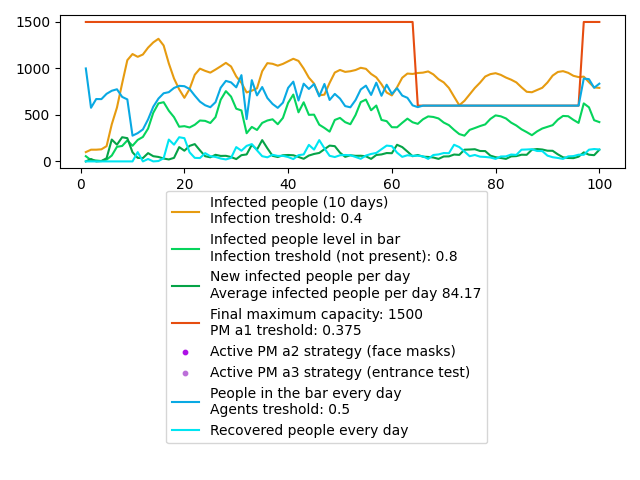 1500
1000
500
0
0 20 40 60 80 100
Infected people (10 days)
Infection treshold: 0.4
Infected people level in bar
Infection treshold (not present): 0.8
New infected people per day
Average infected people per day 84.17
Final maximum capacity: 1500
PM a1 treshold: 0.375
Active PM a2 strategy (face masks)
Active PM a3 strategy (entrance test)
People in the bar every day
Agents treshold: 0.5
Recovered people every day